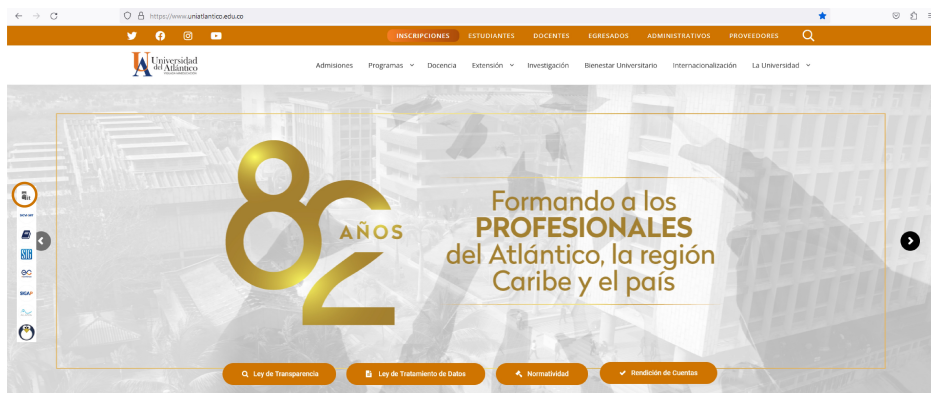 https://www.uniatlantico.edu.co
INSCRIPCIONES ESTUDIANTES DOCENTES EGRESADOS ADMINISTRATIVOS PROVEEDORES
Universidad
del Atlántico
Admisiones Programas Docencia Extensión Investigación Bienestar Universitario Internacionalización La Universidad
82 AÑOS
Formando a los
PROFESIONALES
del Atlántico, la región
Caribe y el país
SICAP
Ley de Transparencia Ley de Tratamiento de Datos Normatividad Rendición de Cuentas